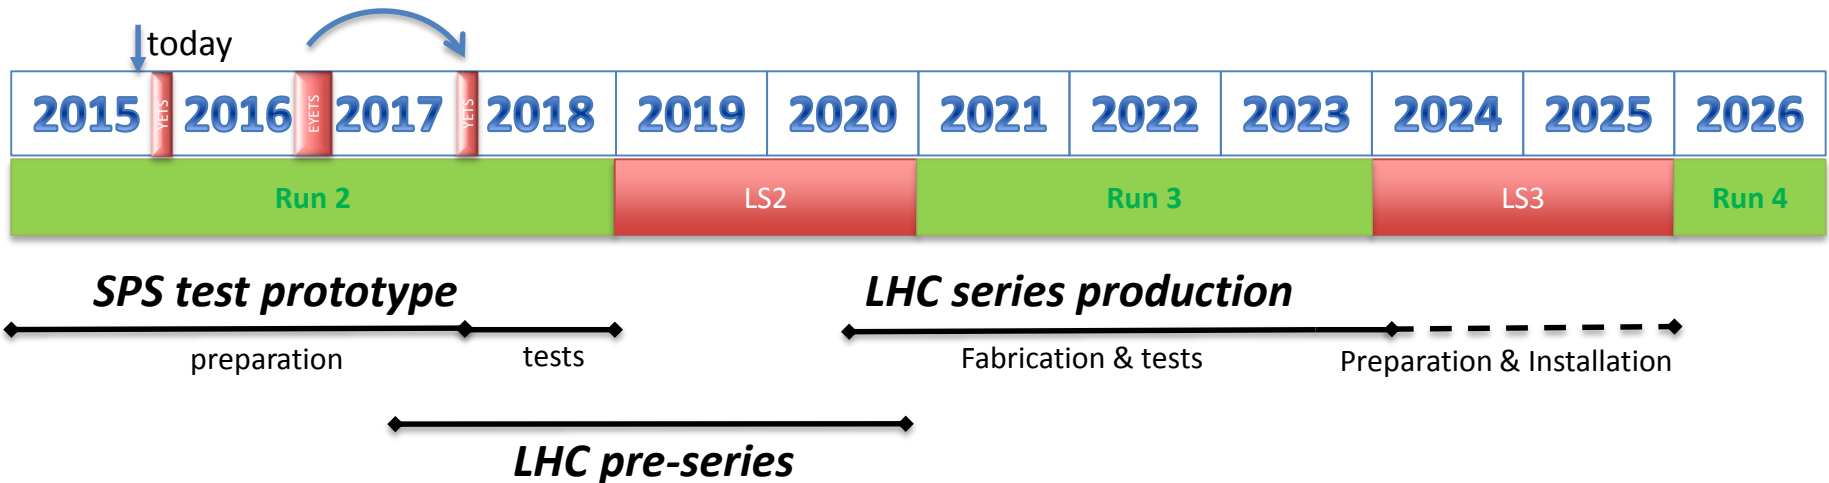 today
2015 YETS 2016 EYETS 2017 YETS 2018 2019 2020 2021 2022 2023 2024 2025 2026
Run 2 LS2 Run 3 LS3 Run 4
SPS test prototype LHC series production
preparation tests Fabrication & tests Preparation & Installation
LHC pre-series